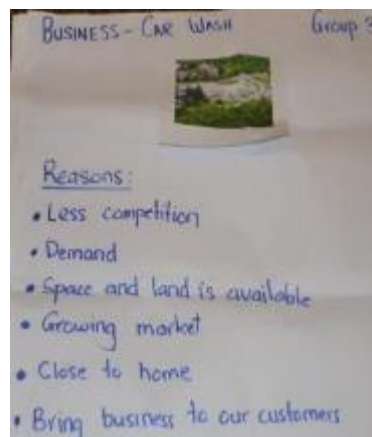 BUSINESS - CAR WASH Group 3
Reasons:
• Less competition
• Demand
• Space and land is available
• Growing market
• Close to home
• Bring business to our customers